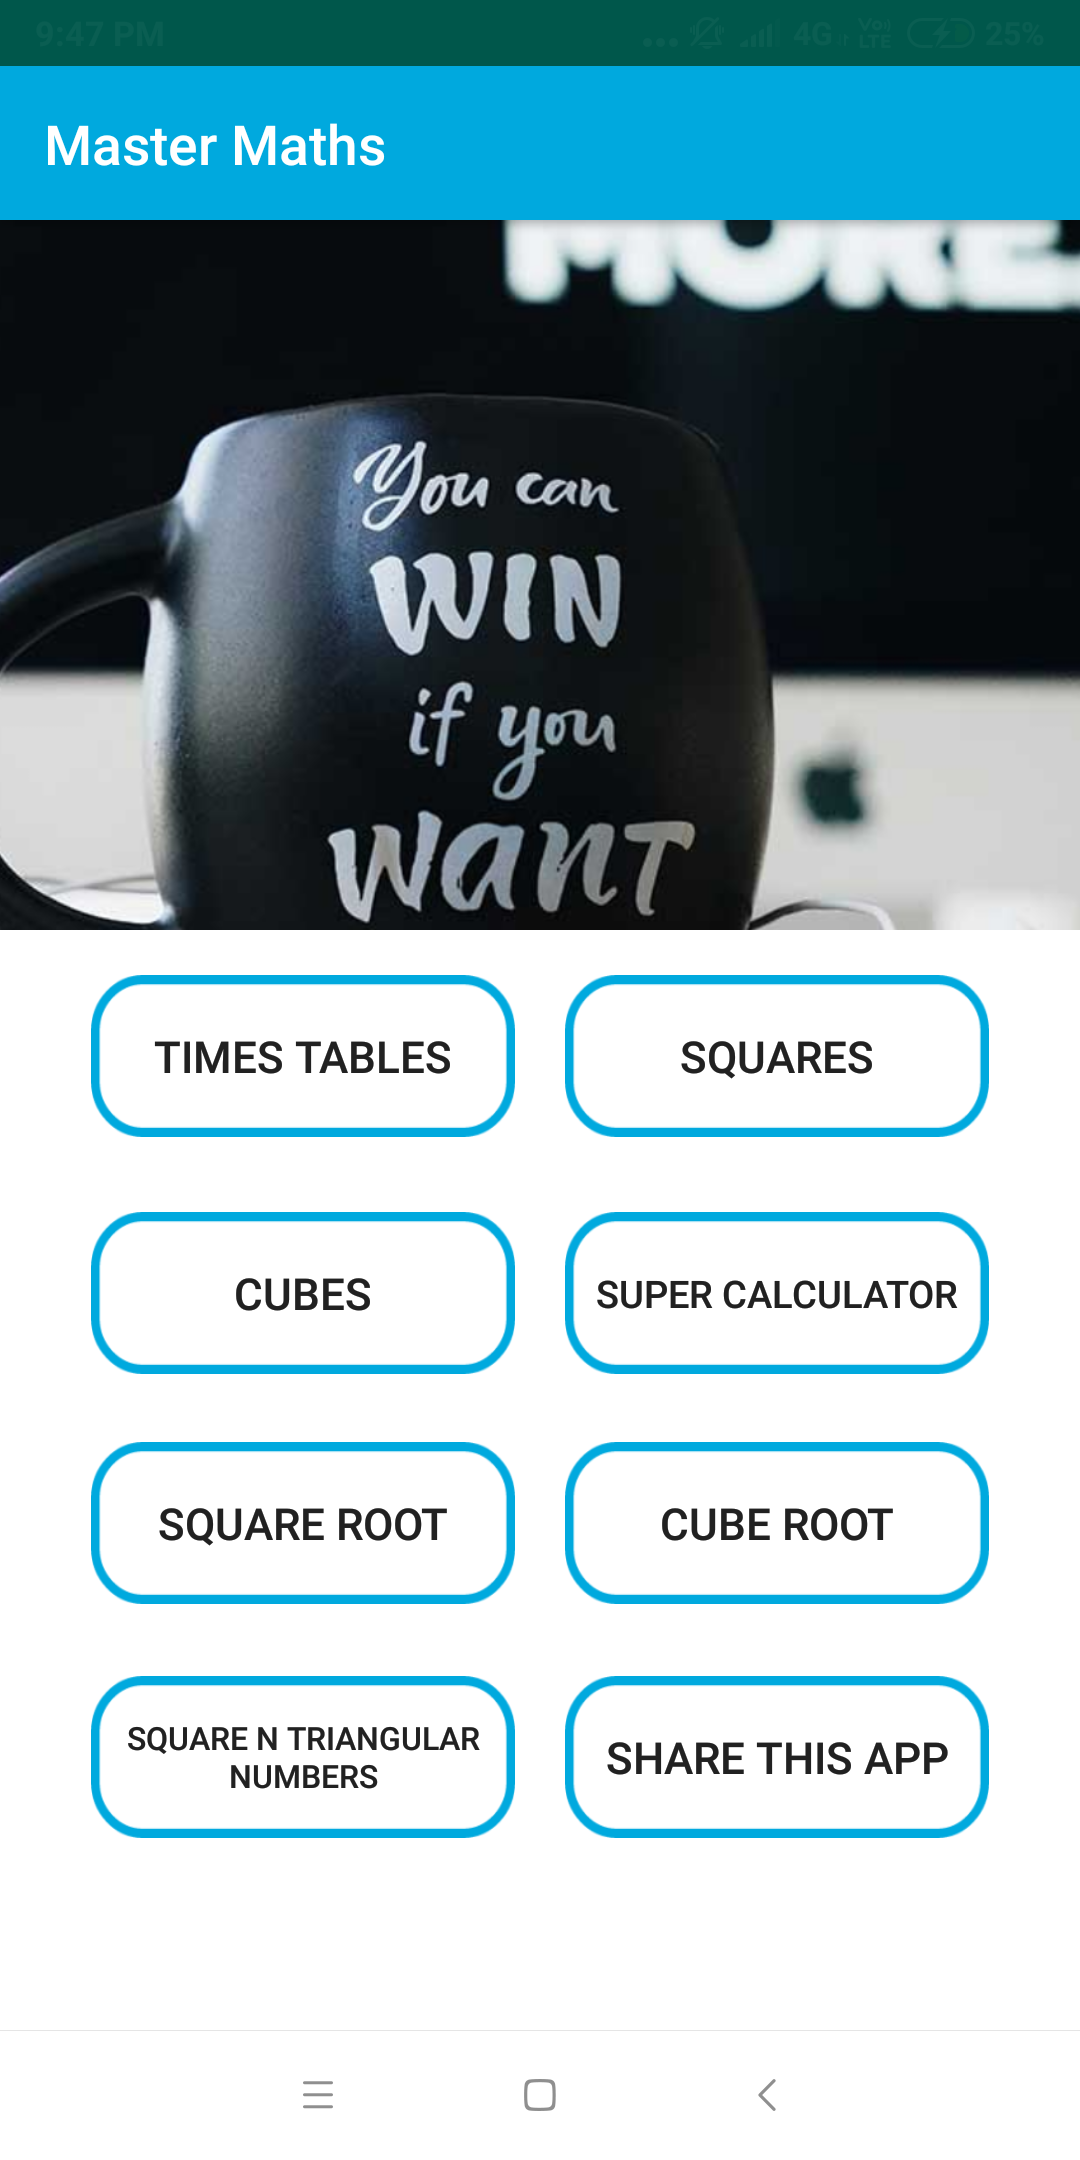 9:47 PM
4G
Vo
LTE
25%
Master Maths
MORE
You can
WIN
if you
WANT
TIMES TABLES
SQUARES
CUBES
SUPER CALCULATOR
SQUARE ROOT
CUBE ROOT
SQUARE N TRIANGULAR
NUMBERS
SHARE THIS APP